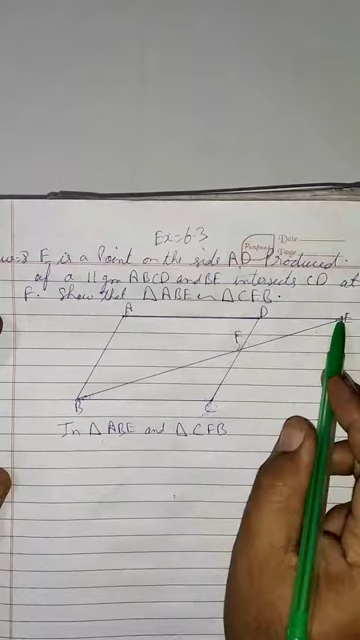 Ex=6.3
Date
Page
E is a Point on the side AD Produced
of a ||gm ABCD and BE intersects CD at
F. Show that △ABE ~ △CFB.
A
D
E
F
B
C
In △ ABE and △CFB